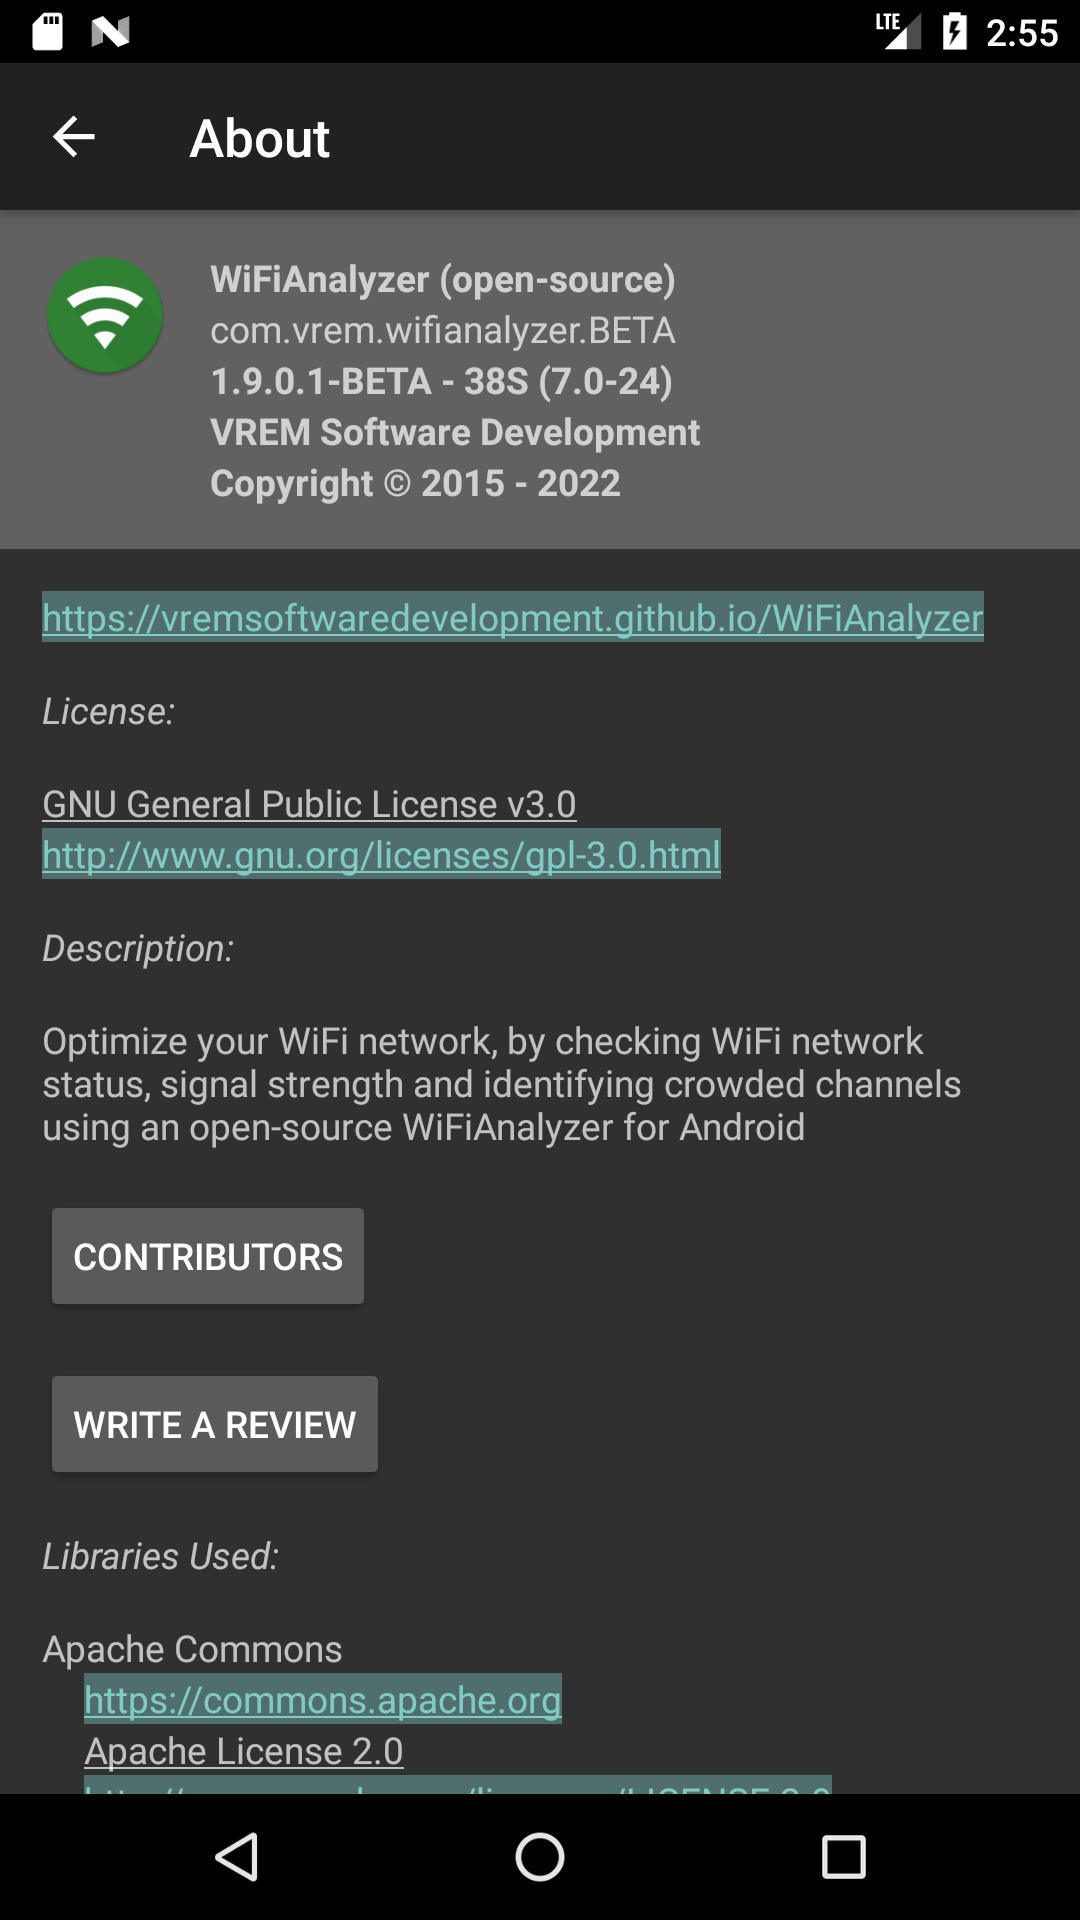 LTE 2:55
About
WiFiAnalyzer (open-source)
com.vrem.wifianalyzer.BETA
1.9.0.1-BETA - 38S (7.0-24)
VREM Software Development
Copyright © 2015 - 2022
https://vremsoftwaredevelopment.github.io/WiFiAnalyzer
License:
GNU General Public License v3.0
http://www.gnu.org/licenses/gpl-3.0.html
Description:
Optimize your WiFi network, by checking WiFi network
status, signal strength and identifying crowded channels
using an open-source WiFiAnalyzer for Android
CONTRIBUTORS
WRITE A REVIEW
Libraries Used:
Apache Commons
https://commons.apache.org
Apache License 2.0